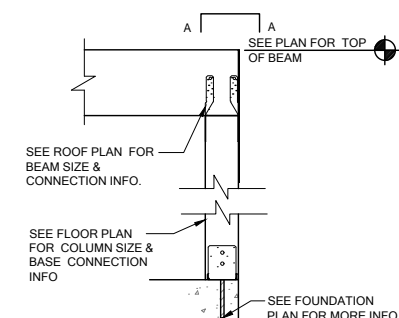 A A
SEE PLAN FOR TOP
OF BEAM
SEE ROOF PLAN FOR
BEAM SIZE &
CONNECTION INFO.
SEE FLOOR PLAN
FOR COLUMN SIZE &
BASE CONNECTION
INFO
SEE FOUNDATION
PLAN FOR MORE INFO